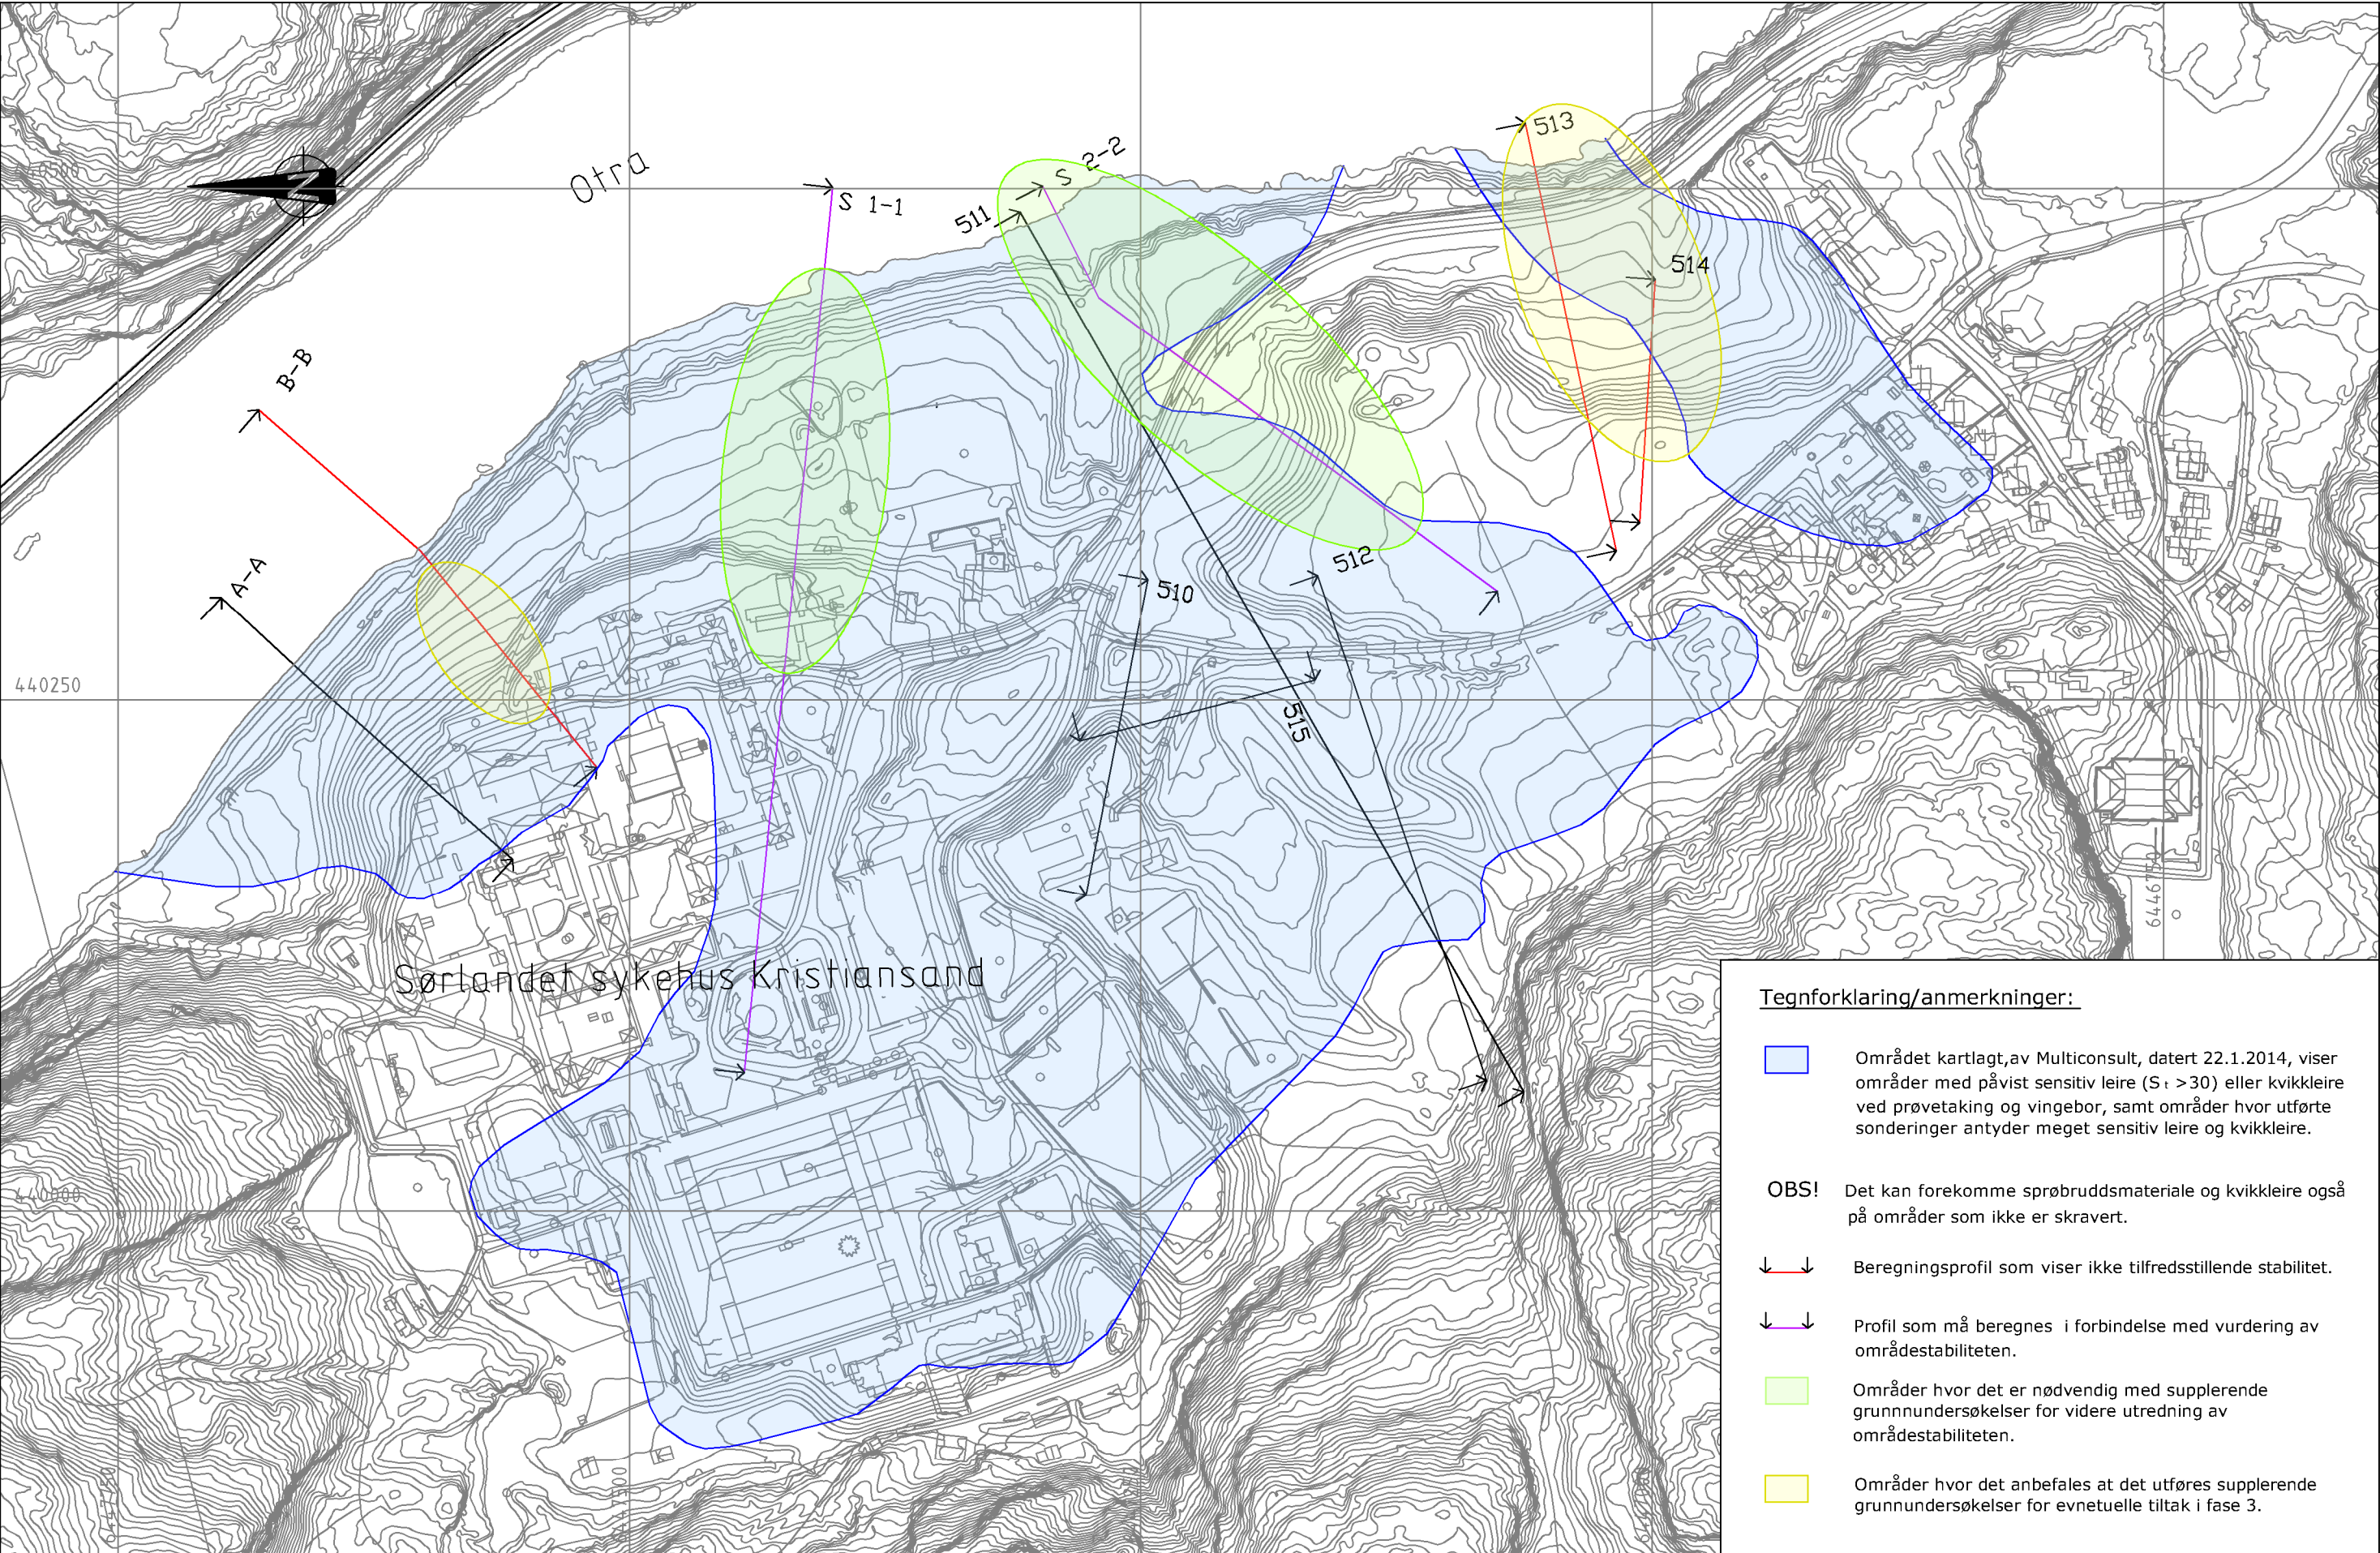 440500
N
Otra
S 1-1
S 2-2
511
513
514
B-B
A-A
512
510
515
440250
Sørlandet sykehus Kristiansand
440000
6446750
Tegnforklaring/anmerkninger:
Området kartlagt,av Multiconsult, datert 22.1.2014, viser
områder med påvist sensitiv leire (St >30) eller kvikkleire
ved prøvetaking og vingebor, samt områder hvor utførte
sonderinger antyder meget sensitiv leire og kvikkleire.
OBS! Det kan forekomme sprøbruddsmateriale og kvikkleire også
på områder som ikke er skravert.
Beregningsprofil som viser ikke tilfredsstillende stabilitet.
Profil som må beregnes i forbindelse med vurdering av
områdestabiliteten.
Områder hvor det er nødvendig med supplerende
grunnnundersøkelser for videre utredning av
områdestabiliteten.
Områder hvor det anbefales at det utføres supplerende
grunnundersøkelser for evnetuelle tiltak i fase 3.